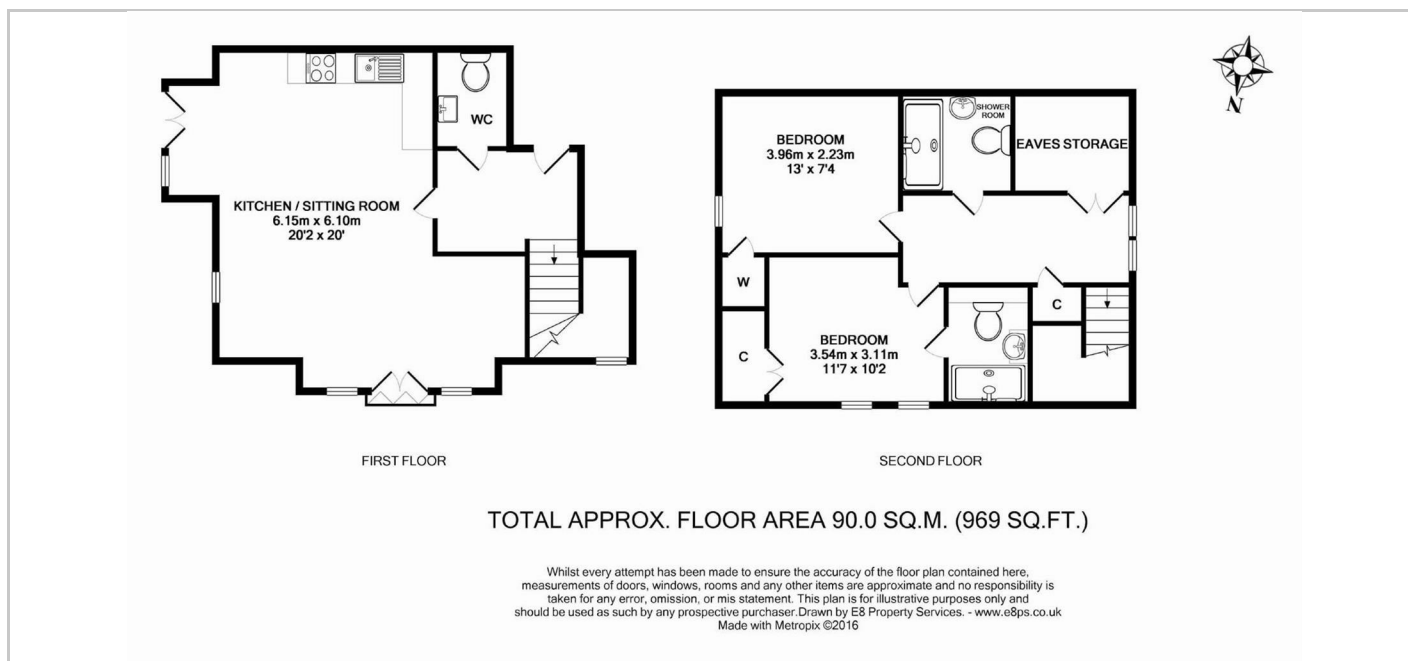 N
WC
KITCHEN / SITTING ROOM
6.15m x 6.10m
20'2 x 20'
FIRST FLOOR
BEDROOM
3.96m x 2.23m
13' x 7'4
SHOWER
ROOM
EAVES STORAGE
W
C
BEDROOM
3.54m x 3.11m
11'7 x 10'2
C
SECOND FLOOR
TOTAL APPROX. FLOOR AREA 90.0 SQ.M. (969 SQ.FT.)
Whilst every attempt has been made to ensure the accuracy of the floor plan contained here,
measurements of doors, windows, rooms and any other items are approximate and no responsibility is
taken for any error, omission, or mis statement. This plan is for illustrative purposes only and
should be used as such by any prospective purchaser.Drawn by E8 Property Services. - www.e8ps.co.uk
Made with Metropix ©2016